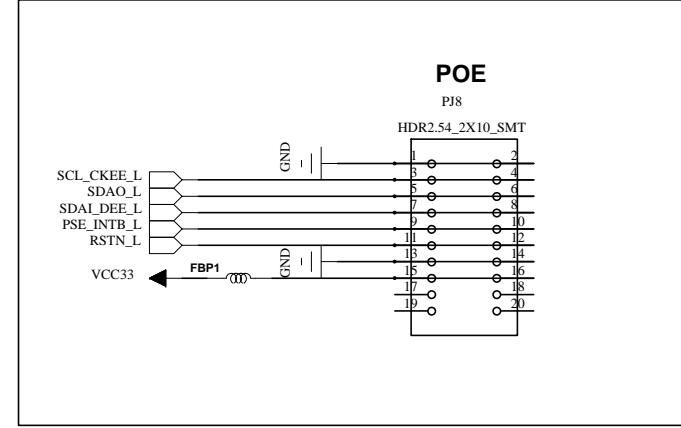 POE
PJ8
HDR2.54_2X10_SMT
GND
1 2
SCL_CKEE_L 3 4
SDAO_L 5 6
SDAI_DEE_L 7 8
PSE_INTB_L 9 10
RSTN_L 11 12
GND
13 14
VCC33 FBP1 15 16
17 18
19 20